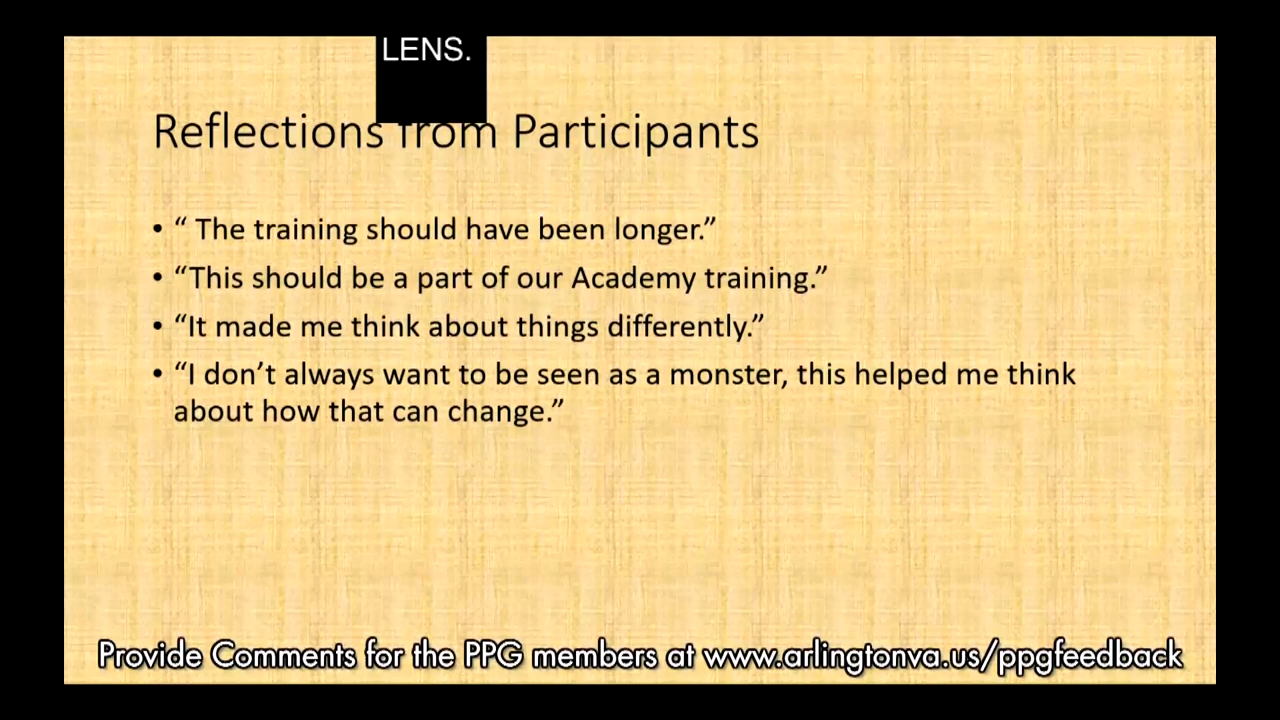 LENS.
Reflections from Participants
• “ The training should have been longer.”
• “This should be a part of our Academy training.”
• “It made me think about things differently.”
• “I don’t always want to be seen as a monster, this helped me think
about how that can change.”
Provide Comments for the PPG members at www.arlingtonva.us/ppgfeedback